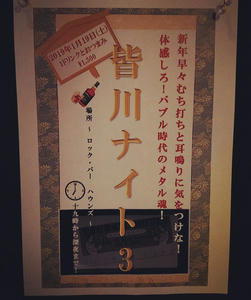 2019年1月19日(土)
1ドリンクとおつまみ
¥1,500
新年早々むち打ちと耳鳴りに気をつけな!
体感しろ!バブル時代のメタル魂!
皆川ナイト3
場所 ~ ロック・バー ハウンズ ~
十九時から深夜まで!